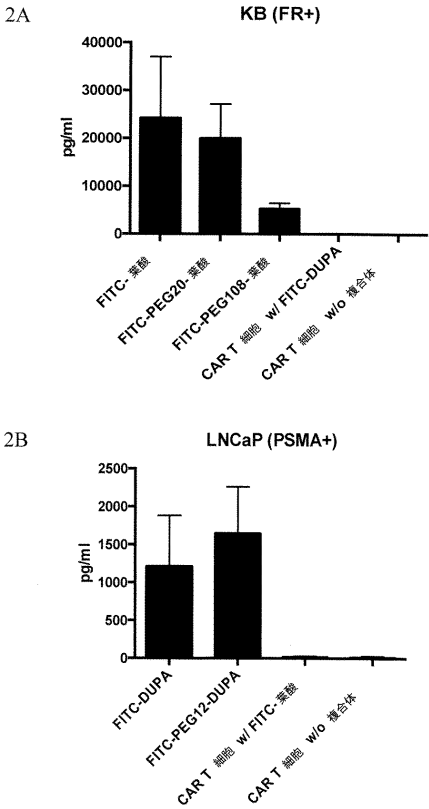 2A
KB (FR+)
pg/ml
40000
30000
20000
10000
0
FITC- 葉酸
FITC-PEG20- 葉酸
FITC-PEG108- 葉酸
CAR T 細胞 w/ FITC-DUPA
CAR T 細胞 w/o 複合体
2B
LNCaP (PSMA+)
pg/ml
2500
2000
1500
1000
500
0
FITC-DUPA
FITC-PEG12-DUPA
CAR T 細胞 w/ FITC- 葉酸
CAR T 細胞 w/o 複合体